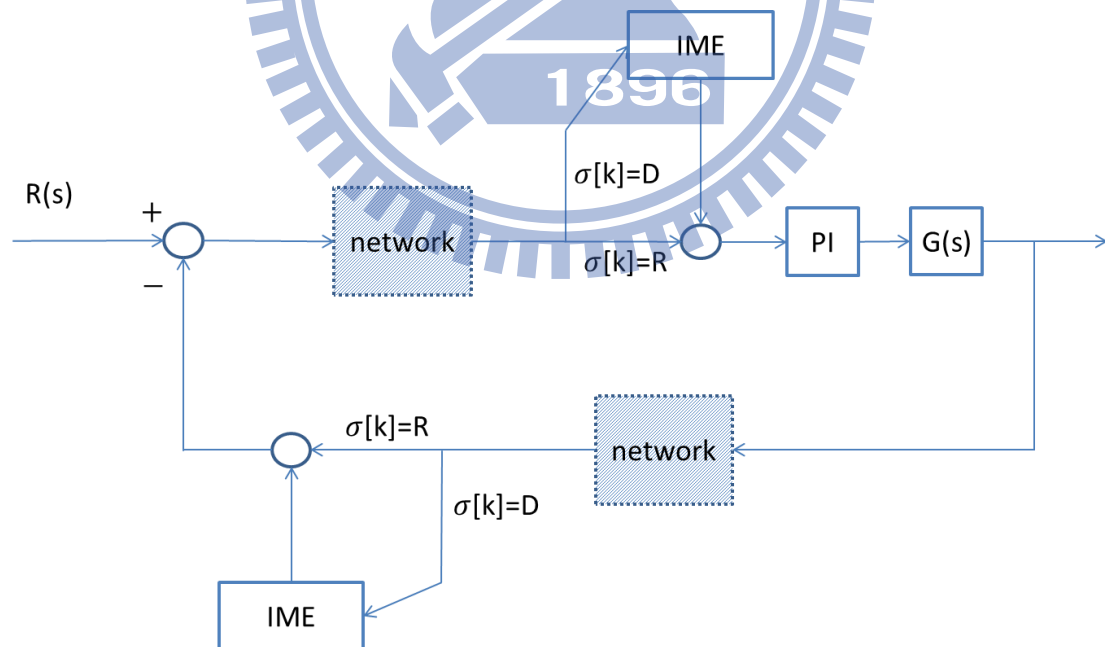 IME
1896
σ[k]=D
R(s)
+
network
σ[k]=R
PI
G(s)
−
σ[k]=R
network
σ[k]=D
IME